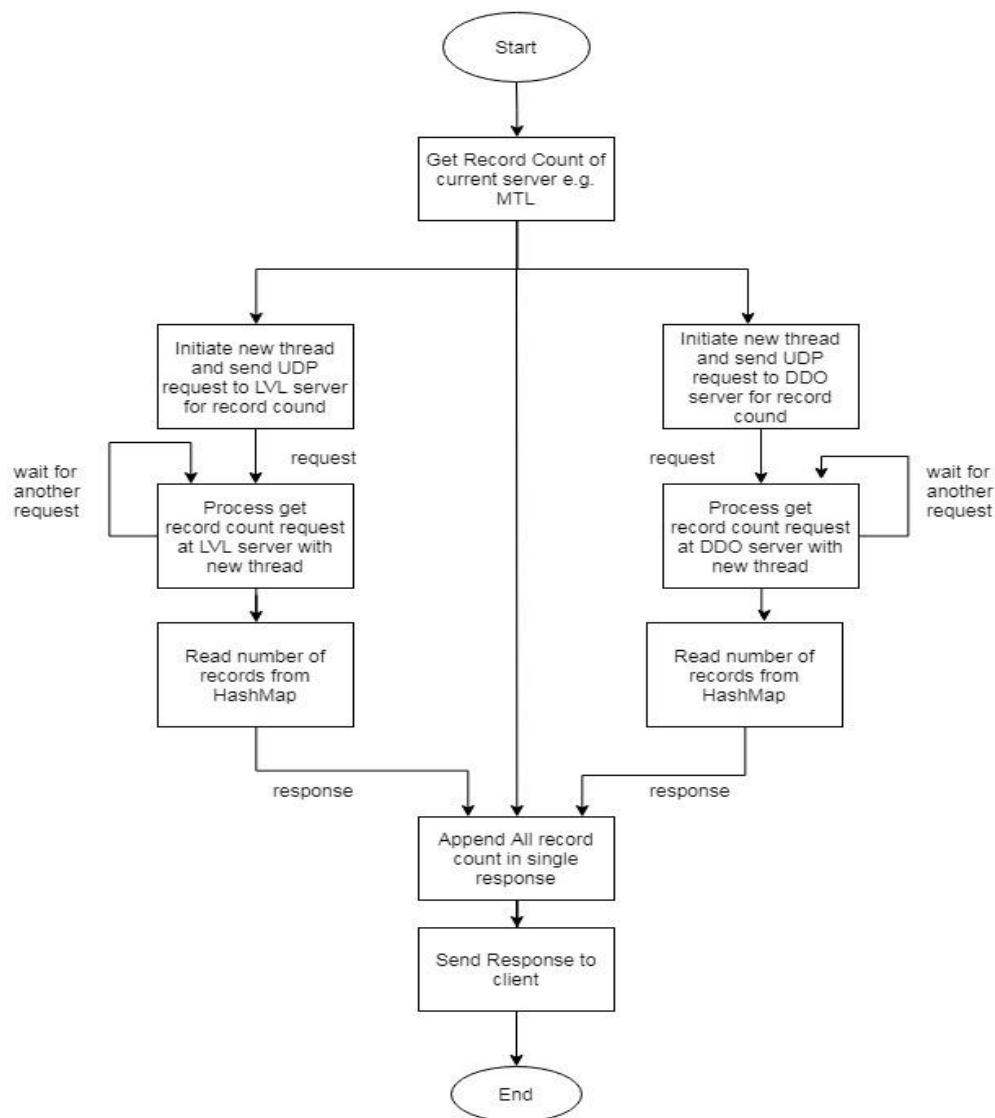 Start
Get Record Count of
current server e.g.
MTL
Initiate new thread
and send UDP
request to LVL server
for record cound
Initiate new thread
and send UDP
request to DDO
server for record
cound
request
request
wait for
another
request
Process get
record count request
at LVL server with
new thread
Process get
record count request
at DDO server with
new thread
wait for
another
request
Read number of
records from
HashMap
Read number of
records from
HashMap
response
response
Append All record
count in single
response
Send Response to
client
End